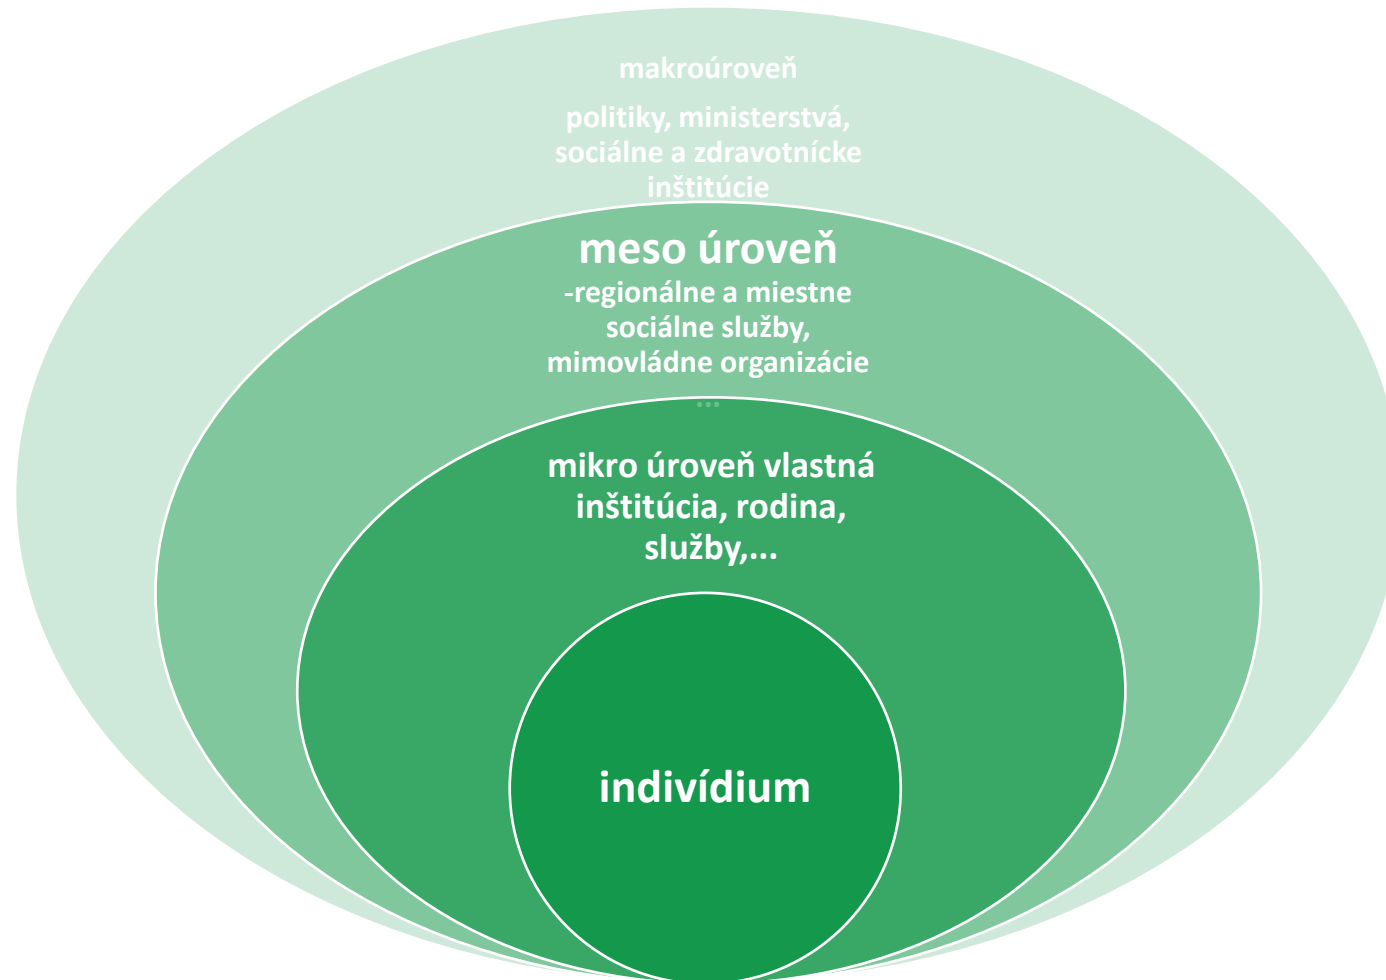 makroúroveň
politiky, ministerstvá,
sociálne a zdravotnícke
inštitúcie
meso úroveň
-regionálne a miestne
sociálne služby,
mimovládne organizácie
...
mikro úroveň vlastná
inštitúcia, rodina,
služby,...
indivídium